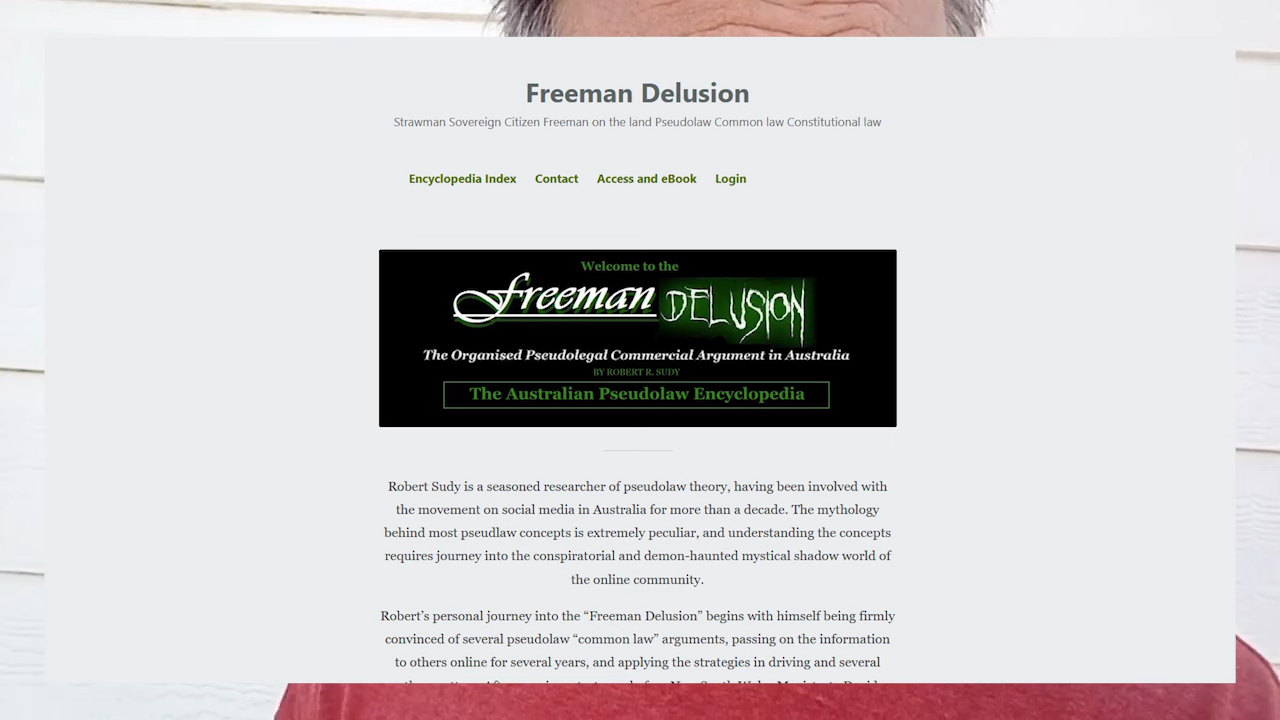 Freeman Delusion
Strawman Sovereign Citizen Freeman on the land Pseudolaw Common law Constitutional law
Encyclopedia Index Contact Access and eBook Login
Welcome to the
freeman DELUSION
The Organised Pseudolegal Commercial Argument in Australia
BY ROBERT R. SUDY
The Australian Pseudolaw Encyclopedia
Robert Sudy is a seasoned researcher of pseudolaw theory, having been involved with
the movement on social media in Australia for more than a decade. The mythology
behind most pseudlaw concepts is extremely peculiar, and understanding the concepts
requires journey into the conspiratorial and demon-haunted mystical shadow world of
the online community.
Robert’s personal journey into the “Freeman Delusion” begins with himself being firmly
convinced of several pseudolaw “common law” arguments, passing on the information
to others online for several years, and applying the strategies in driving and several